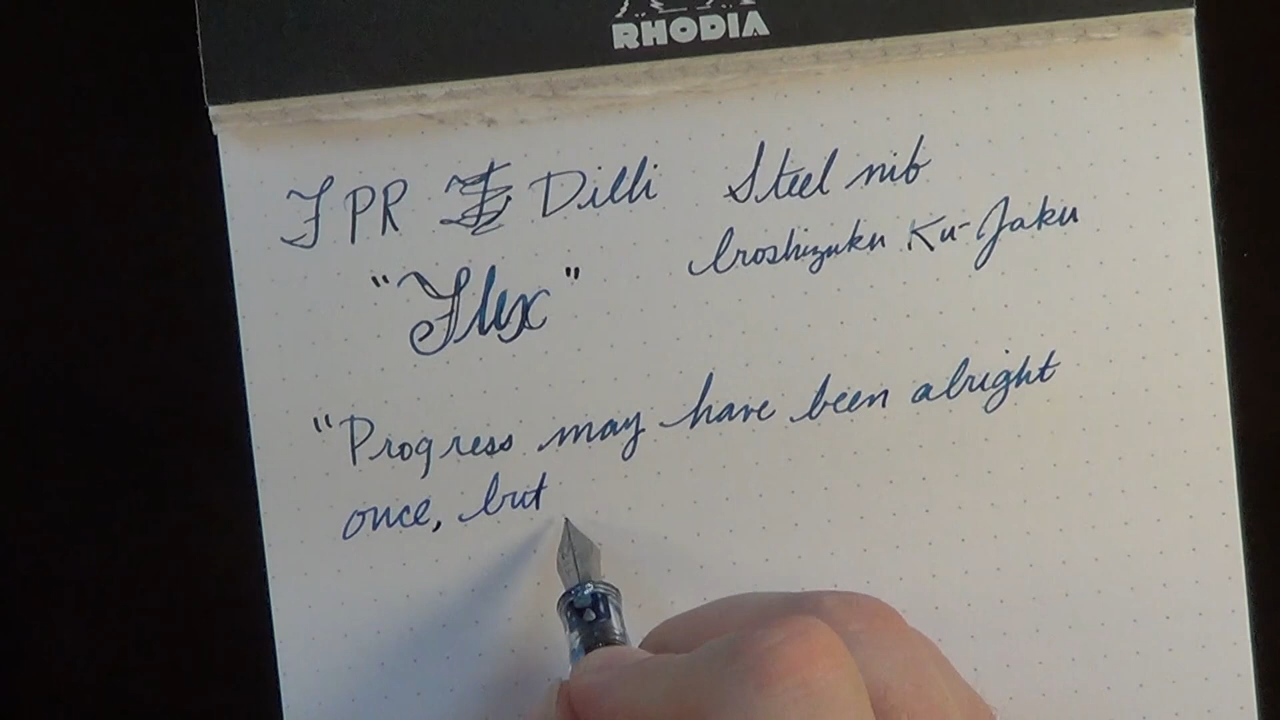 RHODIA
FPR Dilli Steel nib
Iroshizuku Ku-Jaku
"Flex"
"Progress may have been alright
once, but